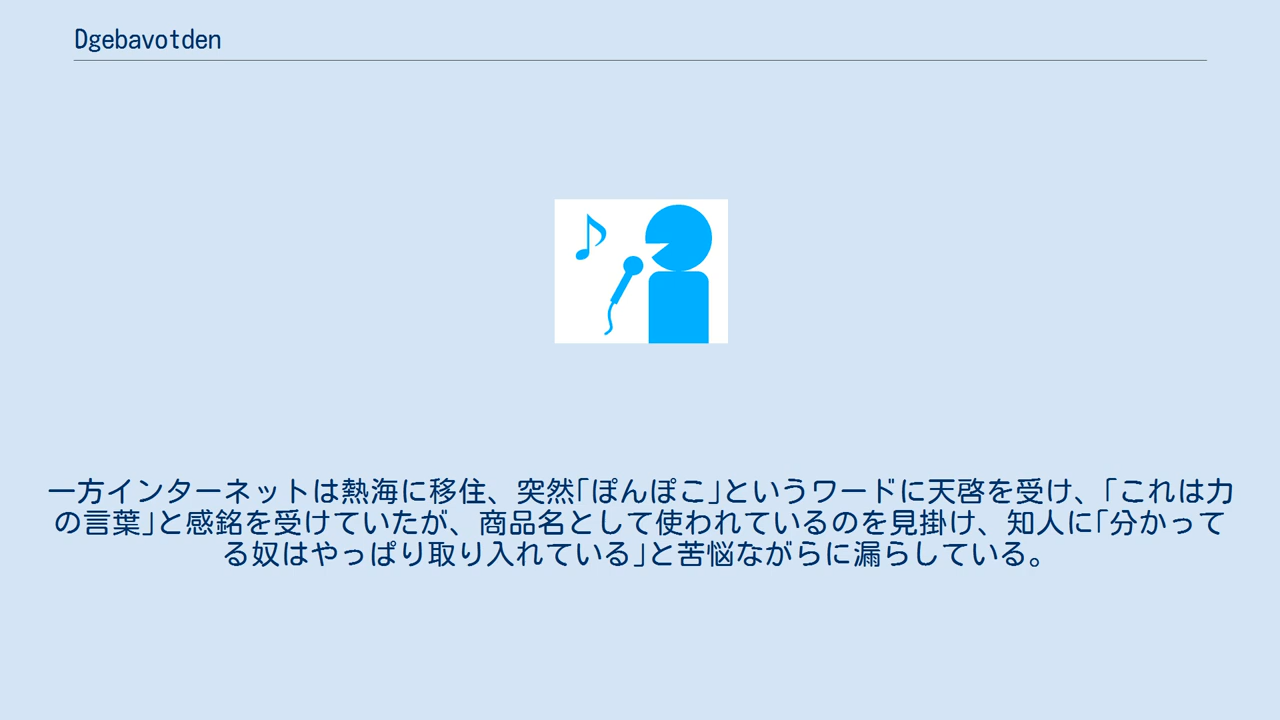 Dgebavotden
一方インターネットは熱海に移住、突然｢ぽんぽこ｣というワードに天啓を受け、｢これは力
の言葉｣と感銘を受けていたが、商品名として使われているのを見掛け、知人に｢分かって
る奴はやっぱり取り入れている｣と苦悩ながらに漏らしている。